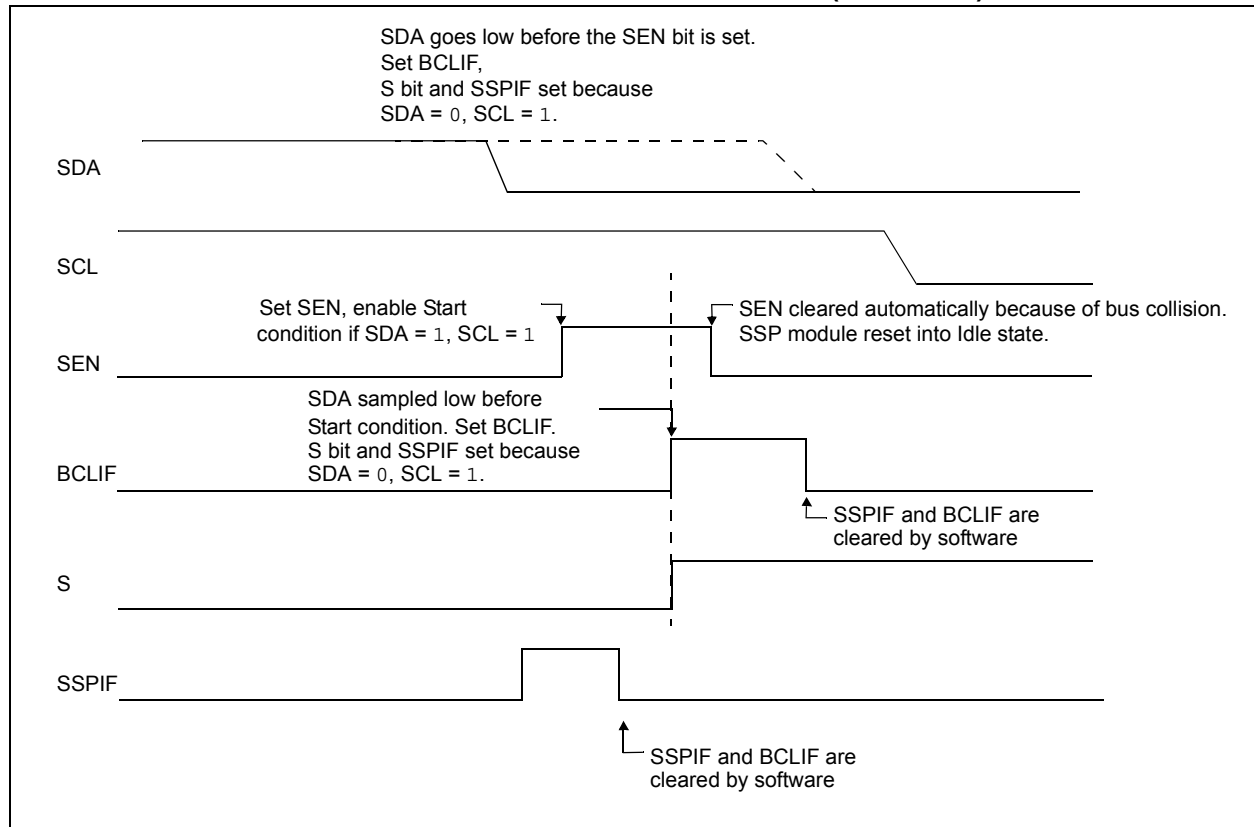 SDA goes low before the SEN bit is set.
Set BCLIF,
S bit and SSPIF set because
SDA = 0, SCL = 1.
SDA
SCL
Set SEN, enable Start
condition if SDA = 1, SCL = 1
SEN cleared automatically because of bus collision.
SSP module reset into Idle state.
SEN
SDA sampled low before
Start condition. Set BCLIF.
S bit and SSPIF set because
SDA = 0, SCL = 1.
BCLIF
SSPIF and BCLIF are
cleared by software
S
SSPIF
SSPIF and BCLIF are
cleared by software